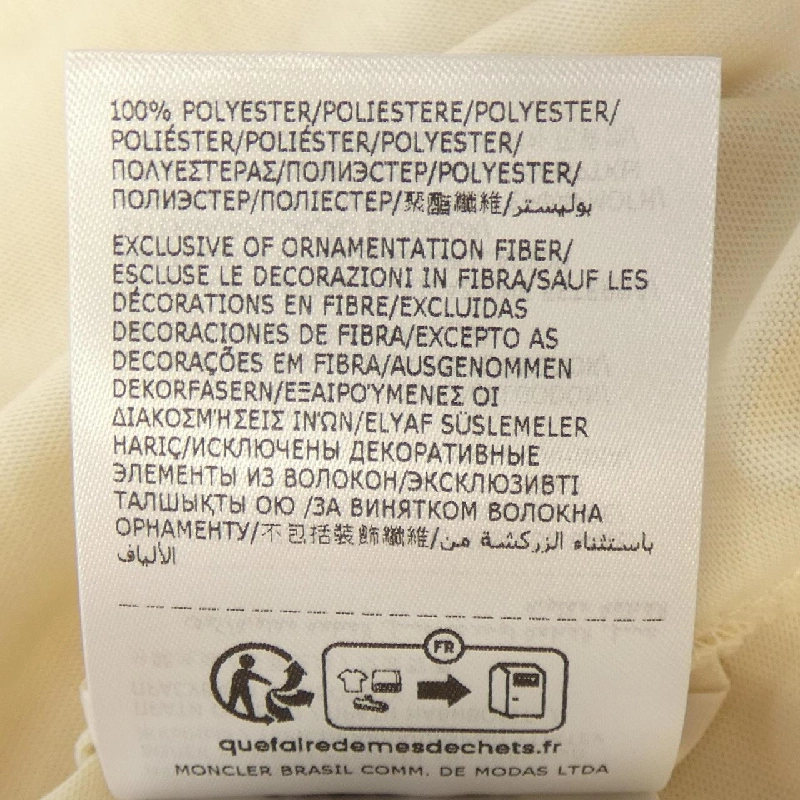 100% POLYESTER/POLIESTERE/POLYESTER/
POLIÉSTER/POLIÉSTER/POLYESTER/
ΠΟΛΥΕΣΤΕΡΑΣ/ПОЛИЭСТЕР/POLYESTER/
ПОЛИЭСТЕР/ПОЛІЕСТЕР/聚酯纖維/بوليستر
EXCLUSIVE OF ORNAMENTATION FIBER/
ESCLUSE LE DECORAZIONI IN FIBRA/SAUF LES
DÉCORATIONS EN FIBRE/EXCLUIDAS
DECORACIONES DE FIBRA/EXCEPTO AS
DECORAÇÕES EM FIBRA/AUSGENOMMEN
DEKORFASERN/ΕΞΑΙΡΟΎΜΕΝΕΣ ΟΙ
ΔΙΑΚΟΣΜΉΣΕΙΣ ΙΝΏΝ/ELYAF SÜSLEMELER
HARIÇ/ИСКЛЮЧЕНЫ ДЕКОРАТИВНЫЕ
ЭЛЕМЕНТЫ ИЗ ВОЛОКОН/ЭКСКЛЮЗИВТІ
ТАЛШЫҚТЫ ОЮ /ЗА ВИНЯТКОМ ВОЛОКНА
ОРНАМЕНТУ/不包括裝飾纖維/باستثناء الزركشة من
الألياف
FR
quefairedemesdechets.fr
MONCLER BRASIL COMM. DE MODAS LTDA